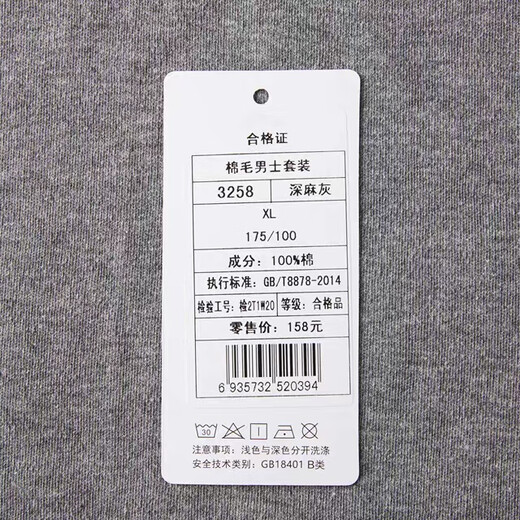 合格证
棉毛男士套装
3258 深麻灰
XL
175/100
成分: 100%棉
执行标准: GB/T8878-2014
检验工号: 检2T1W20 等级: 合格品
零售价: 158元
6 935732 520394
30
注意事项: 浅色与深色分开洗涤
安全技术类别: GB18401 B类